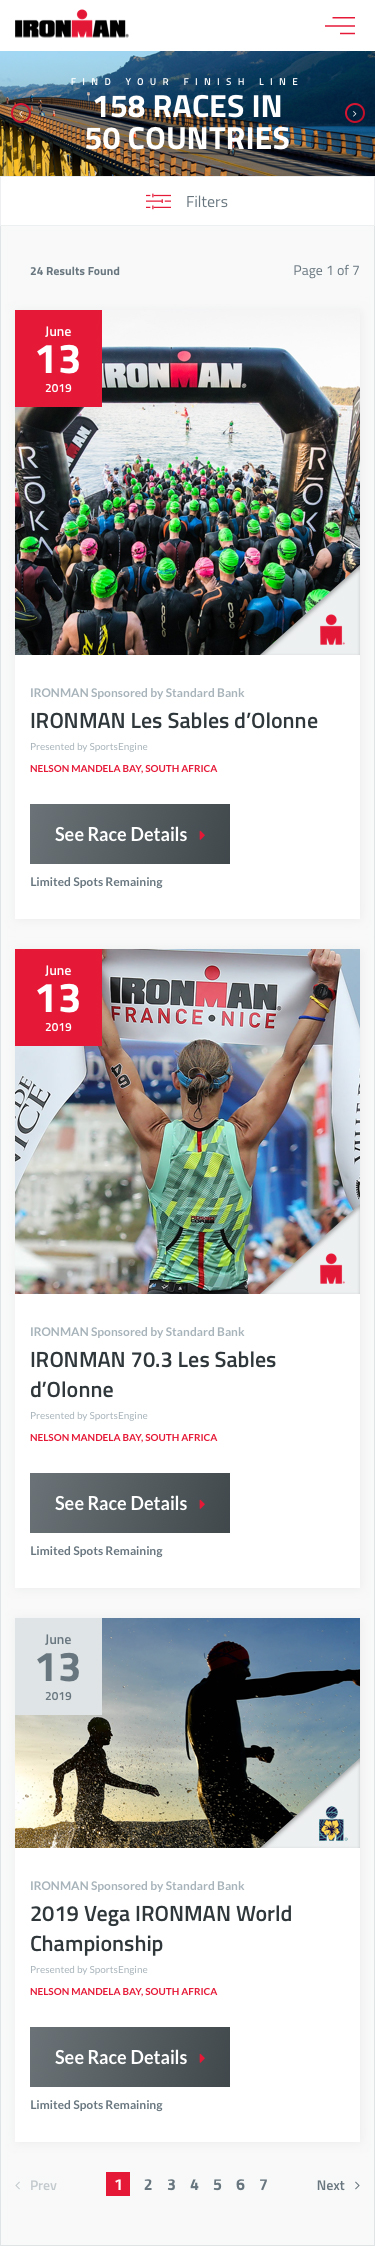 IRONMAN
FIND YOUR FINISH LINE
158 RACES IN
50 COUNTRIES
Filters
24 Results Found
Page 1 of 7
June
13
2019
IRONMAN
ROKA
ROKA
IRONMAN Sponsored by Standard Bank
IRONMAN Les Sables d’Olonne
Presented by SportsEngine
NELSON MANDELA BAY, SOUTH AFRICA
See Race Details
Limited Spots Remaining
June
13
2019
IRONMAN
FRANCE•NICE
NICE
IRONMAN Sponsored by Standard Bank
IRONMAN 70.3 Les Sables
d’Olonne
Presented by SportsEngine
NELSON MANDELA BAY, SOUTH AFRICA
See Race Details
Limited Spots Remaining
June
13
2019
IRONMAN Sponsored by Standard Bank
2019 Vega IRONMAN World
Championship
Presented by SportsEngine
NELSON MANDELA BAY, SOUTH AFRICA
See Race Details
Limited Spots Remaining
Prev 1 2 3 4 5 6 7 Next